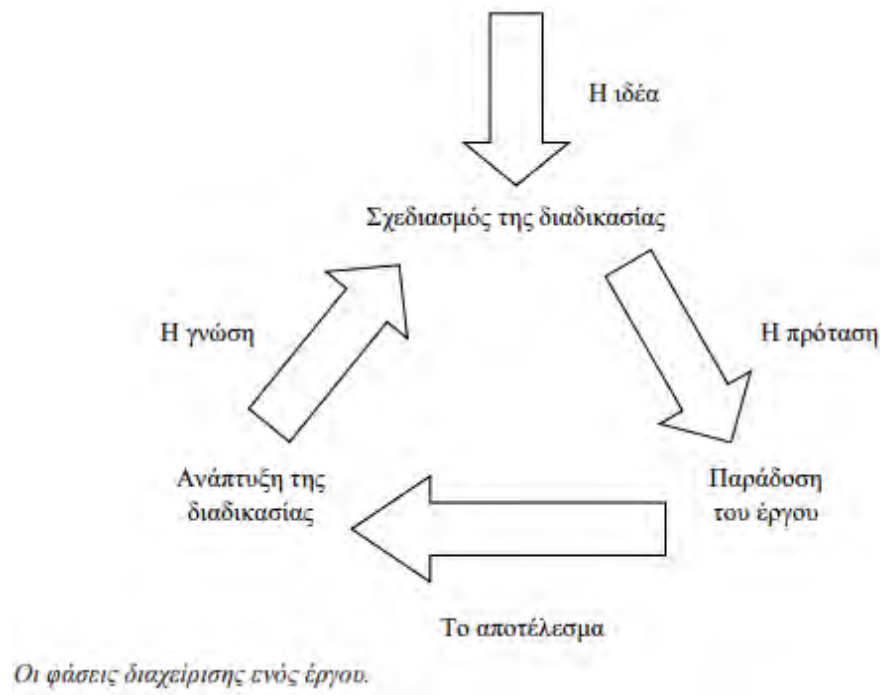 Η ιδέα
Σχεδιασμός της διαδικασίας
Η γνώση
Η πρόταση
Ανάπτυξη της
διαδικασίας
Παράδοση
του έργου
Το αποτέλεσμα
Οι φάσεις διαχείρισης ενός έργου.